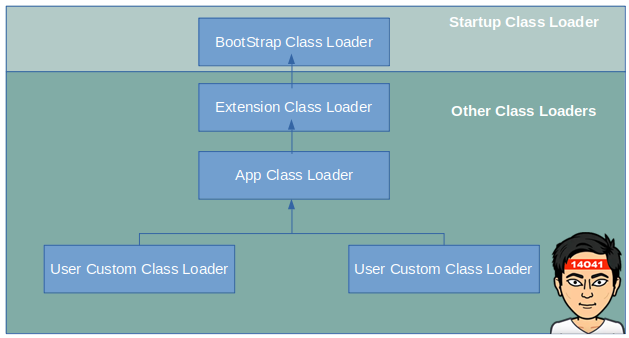 Startup Class Loader
BootStrap Class Loader
Extension Class Loader
Other Class Loaders
App Class Loader
User Custom Class Loader
User Custom Class Loader
14O41